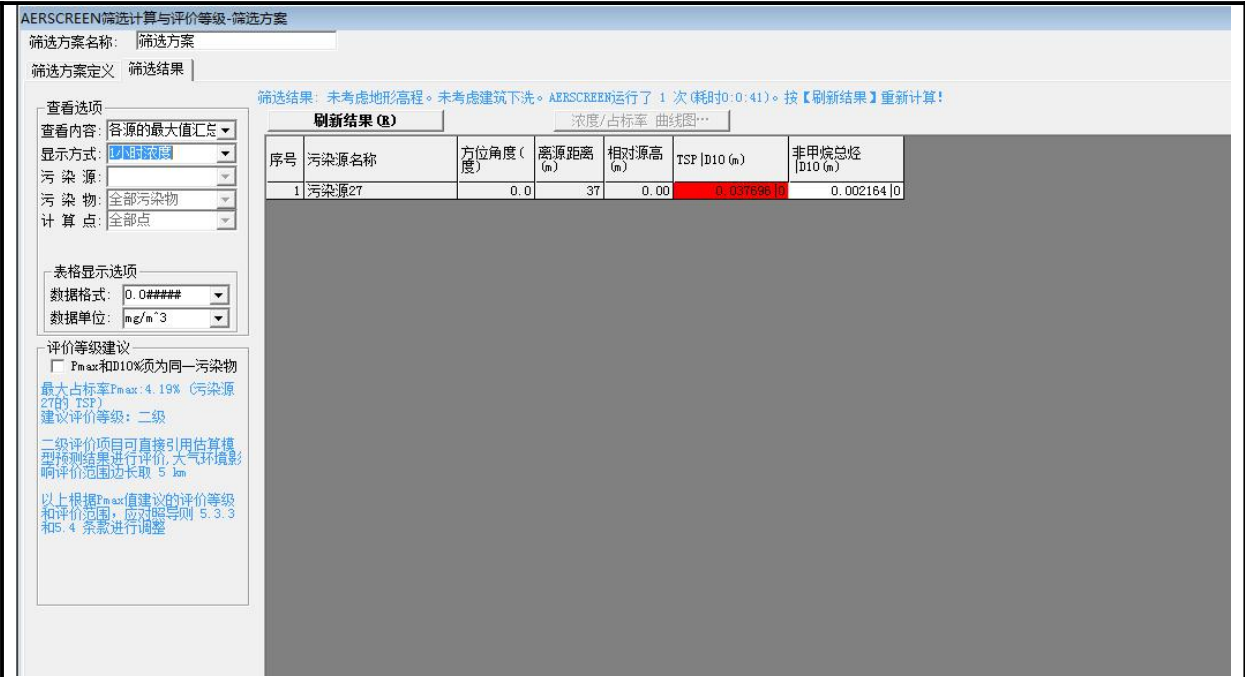 AERSCREEN筛选计算与评价等级-筛选方案
筛选方案名称: 筛选方案
筛选方案定义 筛选结果
筛选结果: 未考虑地形高程。未考虑建筑下洗。AERSCREEN运行了 1 次(耗时0:0:41)。按【刷新结果】重新计算!
刷新结果(R) 浓度/占标率 曲线图…
查看选项
查看内容: 各源的最大值汇总
显示方式: 1小时浓度
污 染 源:
污 染 物: 全部污染物
计 算 点: 全部点
表格显示选项
数据格式: 0.0#####
数据单位: mg/m^3
评价等级建议
Pmax和D10%须为同一污染物
最大占标率Pmax:4.19% (污染源
27的 TSP)
建议评价等级: 二级
二级评价项目可直接引用估算模
型预测结果进行评价,大气环境影
响评价范围边长取 5 km
以上根据Pmax值建议的评价等级
和评价范围, 应对照导则 5.3.3
和5.4 条款进行调整
序号 污染源名称 方位角度(度) 离源距离(m) 相对源高(m) TSP|D10(m) 非甲烷总烃|D10(m)
1 污染源27 0.0 37 0.00 0.037696|0 0.002164|0